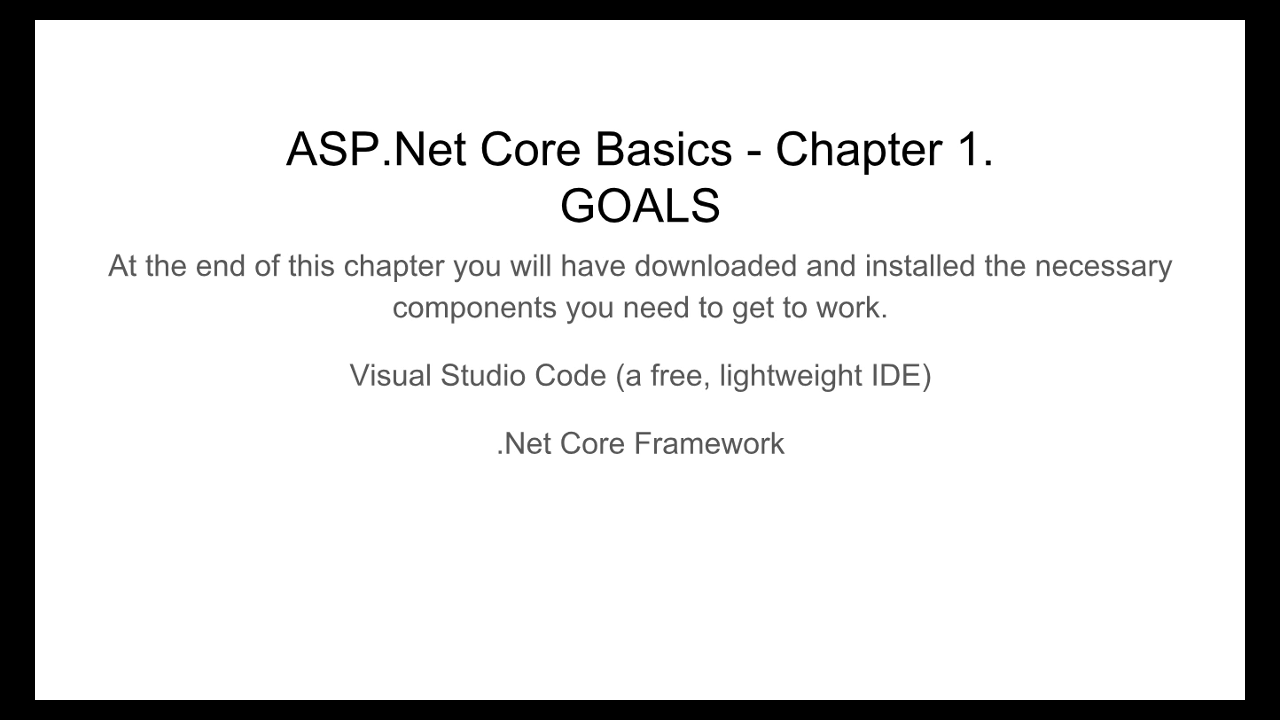 ASP.Net Core Basics - Chapter 1.
GOALS
At the end of this chapter you will have downloaded and installed the necessary
components you need to get to work.
Visual Studio Code (a free, lightweight IDE)
.Net Core Framework